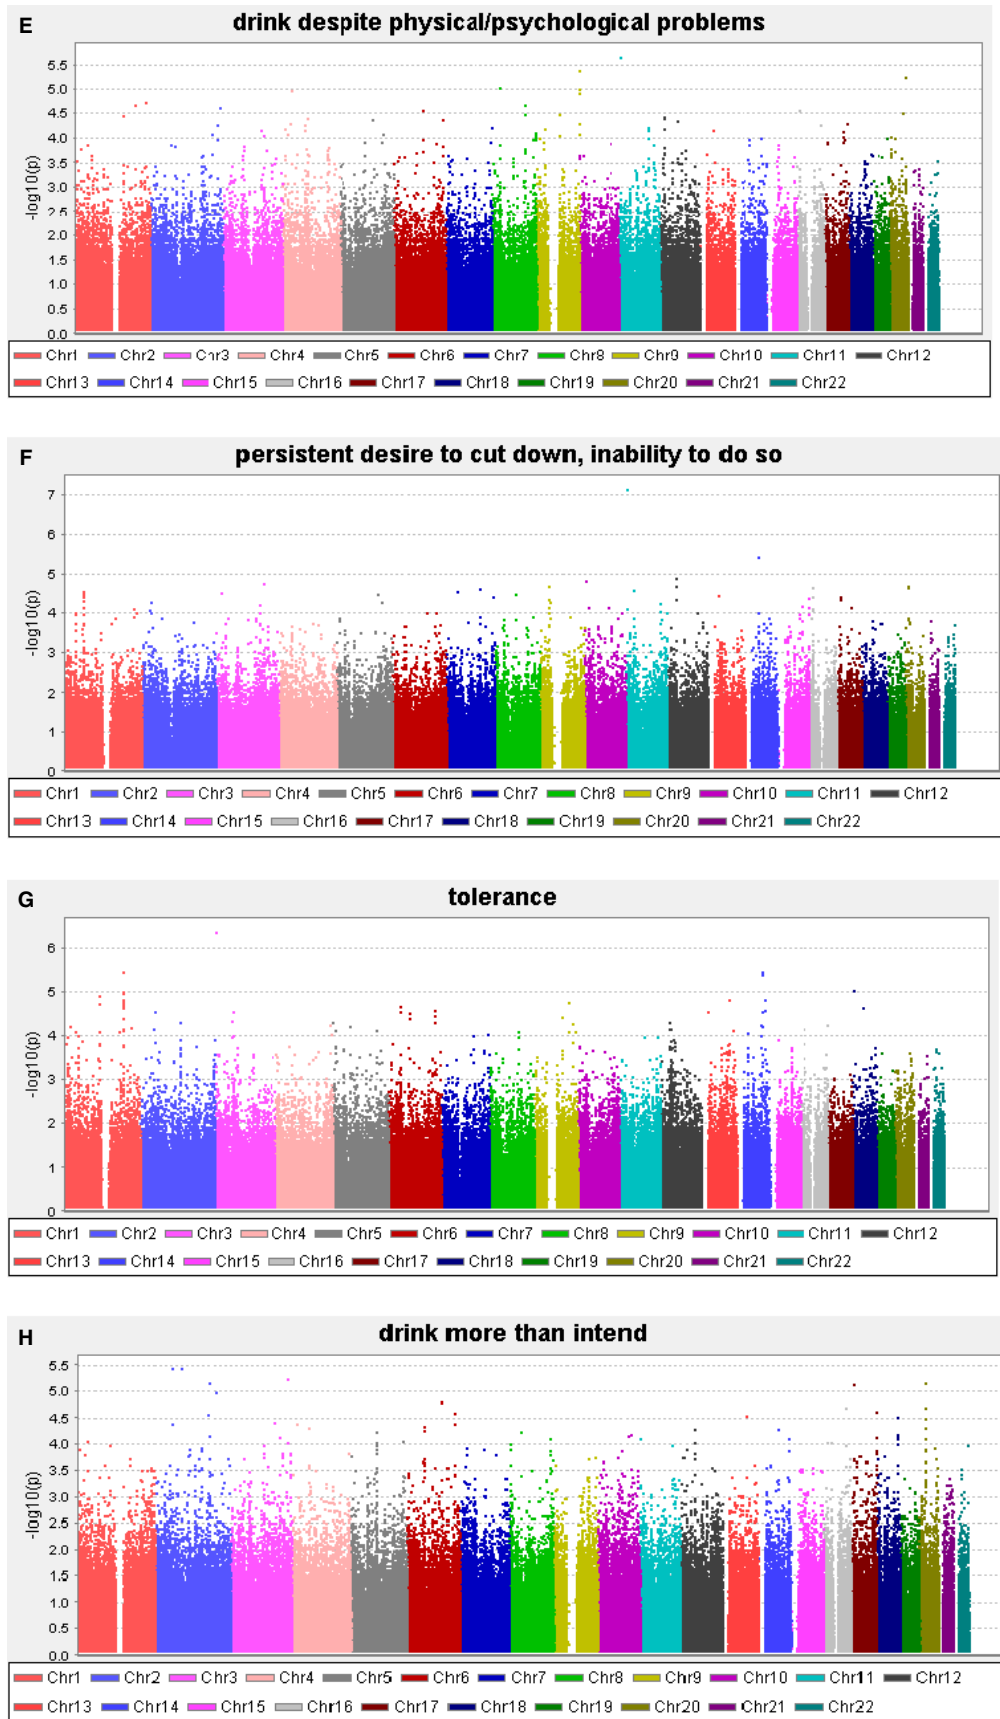 E
drink despite physical/psychological problems
5.5
5.0
4.5
4.0
3.5
3.0
2.5
2.0
1.5
1.0
0.5
0.0
-log10(p)
Chr1 Chr2 Chr3 Chr4 Chr5 Chr6 Chr7 Chr8 Chr9 Chr10 Chr11 Chr12
Chr13 Chr14 Chr15 Chr16 Chr17 Chr18 Chr19 Chr20 Chr21 Chr22
F
persistent desire to cut down, inability to do so
7
6
5
4
3
2
1
0
-log10(p)
Chr1 Chr2 Chr3 Chr4 Chr5 Chr6 Chr7 Chr8 Chr9 Chr10 Chr11 Chr12
Chr13 Chr14 Chr15 Chr16 Chr17 Chr18 Chr19 Chr20 Chr21 Chr22
G
tolerance
6
5
4
3
2
1
0
-log10(p)
Chr1 Chr2 Chr3 Chr4 Chr5 Chr6 Chr7 Chr8 Chr9 Chr10 Chr11 Chr12
Chr13 Chr14 Chr15 Chr16 Chr17 Chr18 Chr19 Chr20 Chr21 Chr22
H
drink more than intend
5.5
5.0
4.5
4.0
3.5
3.0
2.5
2.0
1.5
1.0
0.5
0.0
-log10(p)
Chr1 Chr2 Chr3 Chr4 Chr5 Chr6 Chr7 Chr8 Chr9 Chr10 Chr11 Chr12
Chr13 Chr14 Chr15 Chr16 Chr17 Chr18 Chr19 Chr20 Chr21 Chr22